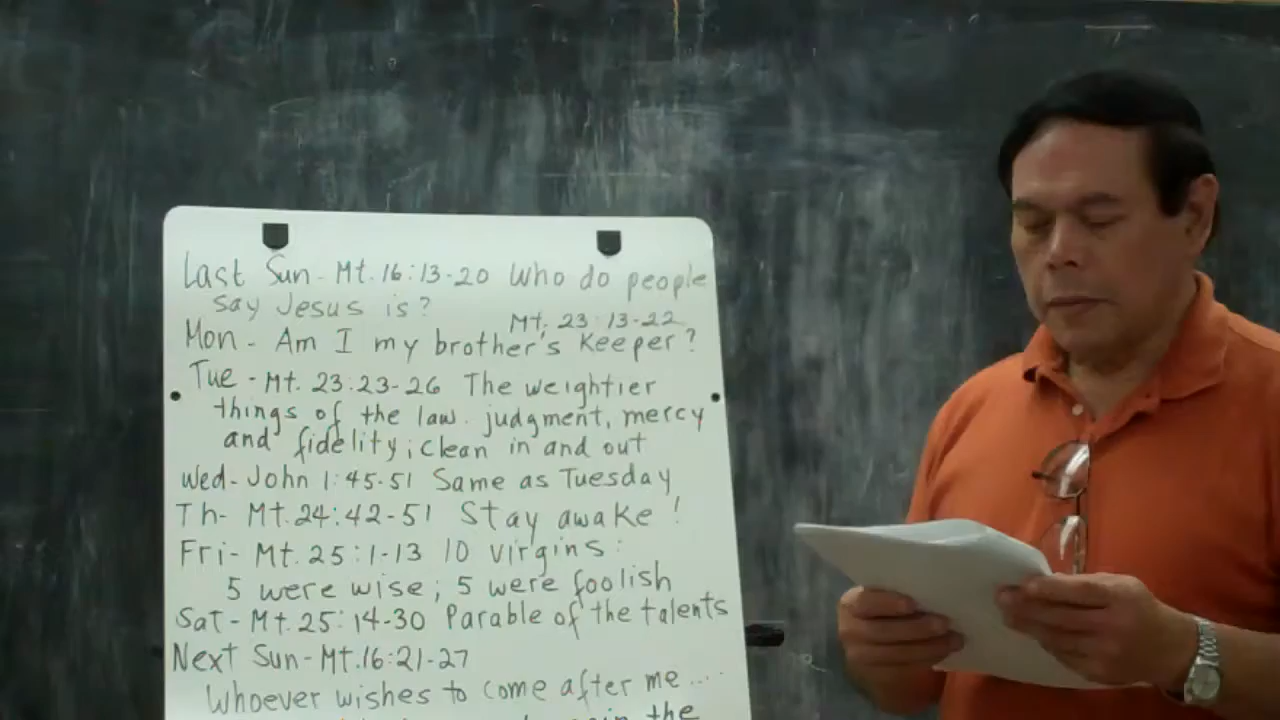 Last Sun - Mt. 16:13-20 Who do people
say Jesus is?
Mt. 23:13-22
Mon - Am I my brother's keeper?
Tue - Mt. 23:23-26 The weightier
things of the law. judgment, mercy
and fidelity; clean in and out
Wed - John 1:45-51 Same as Tuesday
Th- Mt. 24:42-51 Stay awake!
Fri- Mt. 25:1-13 10 virgins:
5 were wise; 5 were foolish
Sat - Mt. 25:14-30 Parable of the talents
Next Sun - Mt. 16:21-27
Whoever wishes to come after me....
the